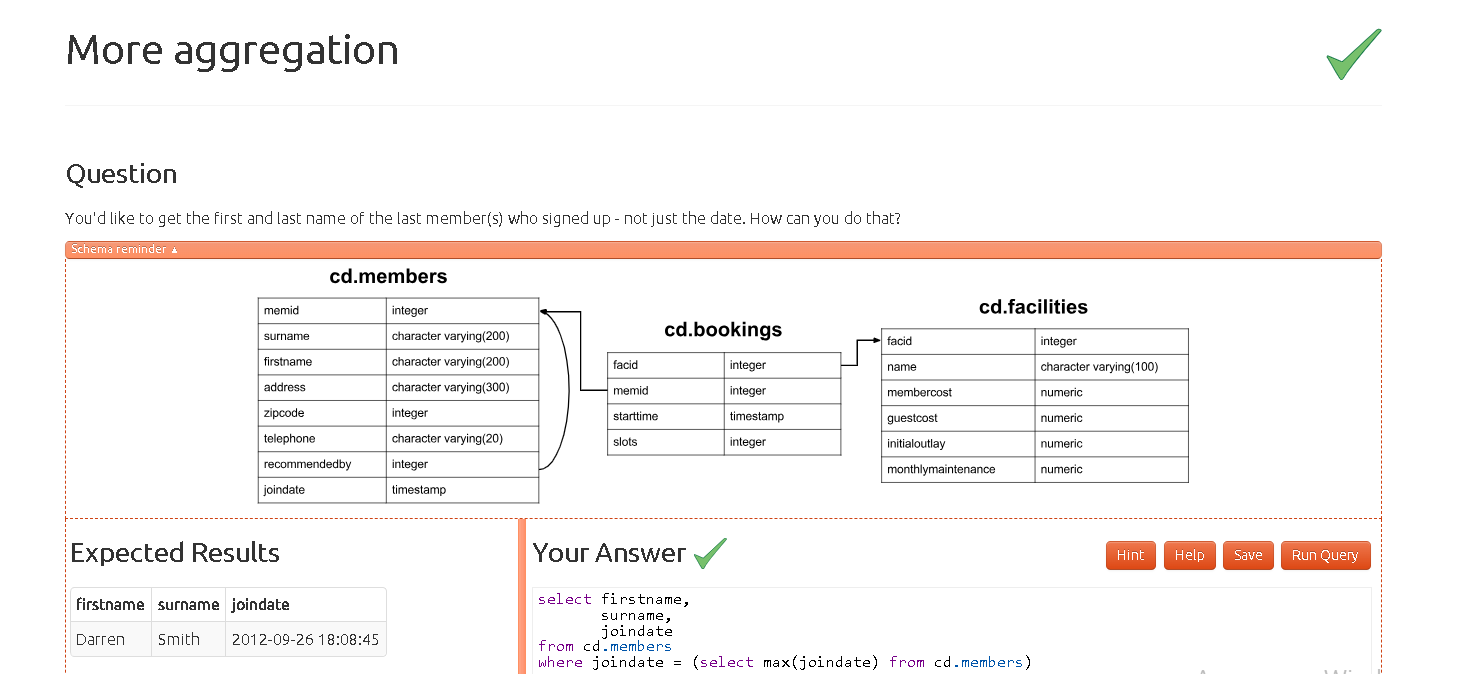 More aggregation
Question
You'd like to get the first and last name of the last member(s) who signed up - not just the date. How can you do that?
Schema reminder ▲
cd.members
memid integer
surname character varying(200)
firstname character varying(200)
address character varying(300)
zipcode integer
telephone character varying(20)
recommendedby integer
joindate timestamp
cd.bookings
facid integer
memid integer
starttime timestamp
slots integer
cd.facilities
facid integer
name character varying(100)
membercost numeric
guestcost numeric
initialoutlay numeric
monthlymaintenance numeric
Expected Results
firstname surname joindate
Darren Smith 2012-09-26 18:08:45
Your Answer
Hint Help Save Run Query
select firstname,
surname,
joindate
from cd.members
where joindate = (select max(joindate) from cd.members)